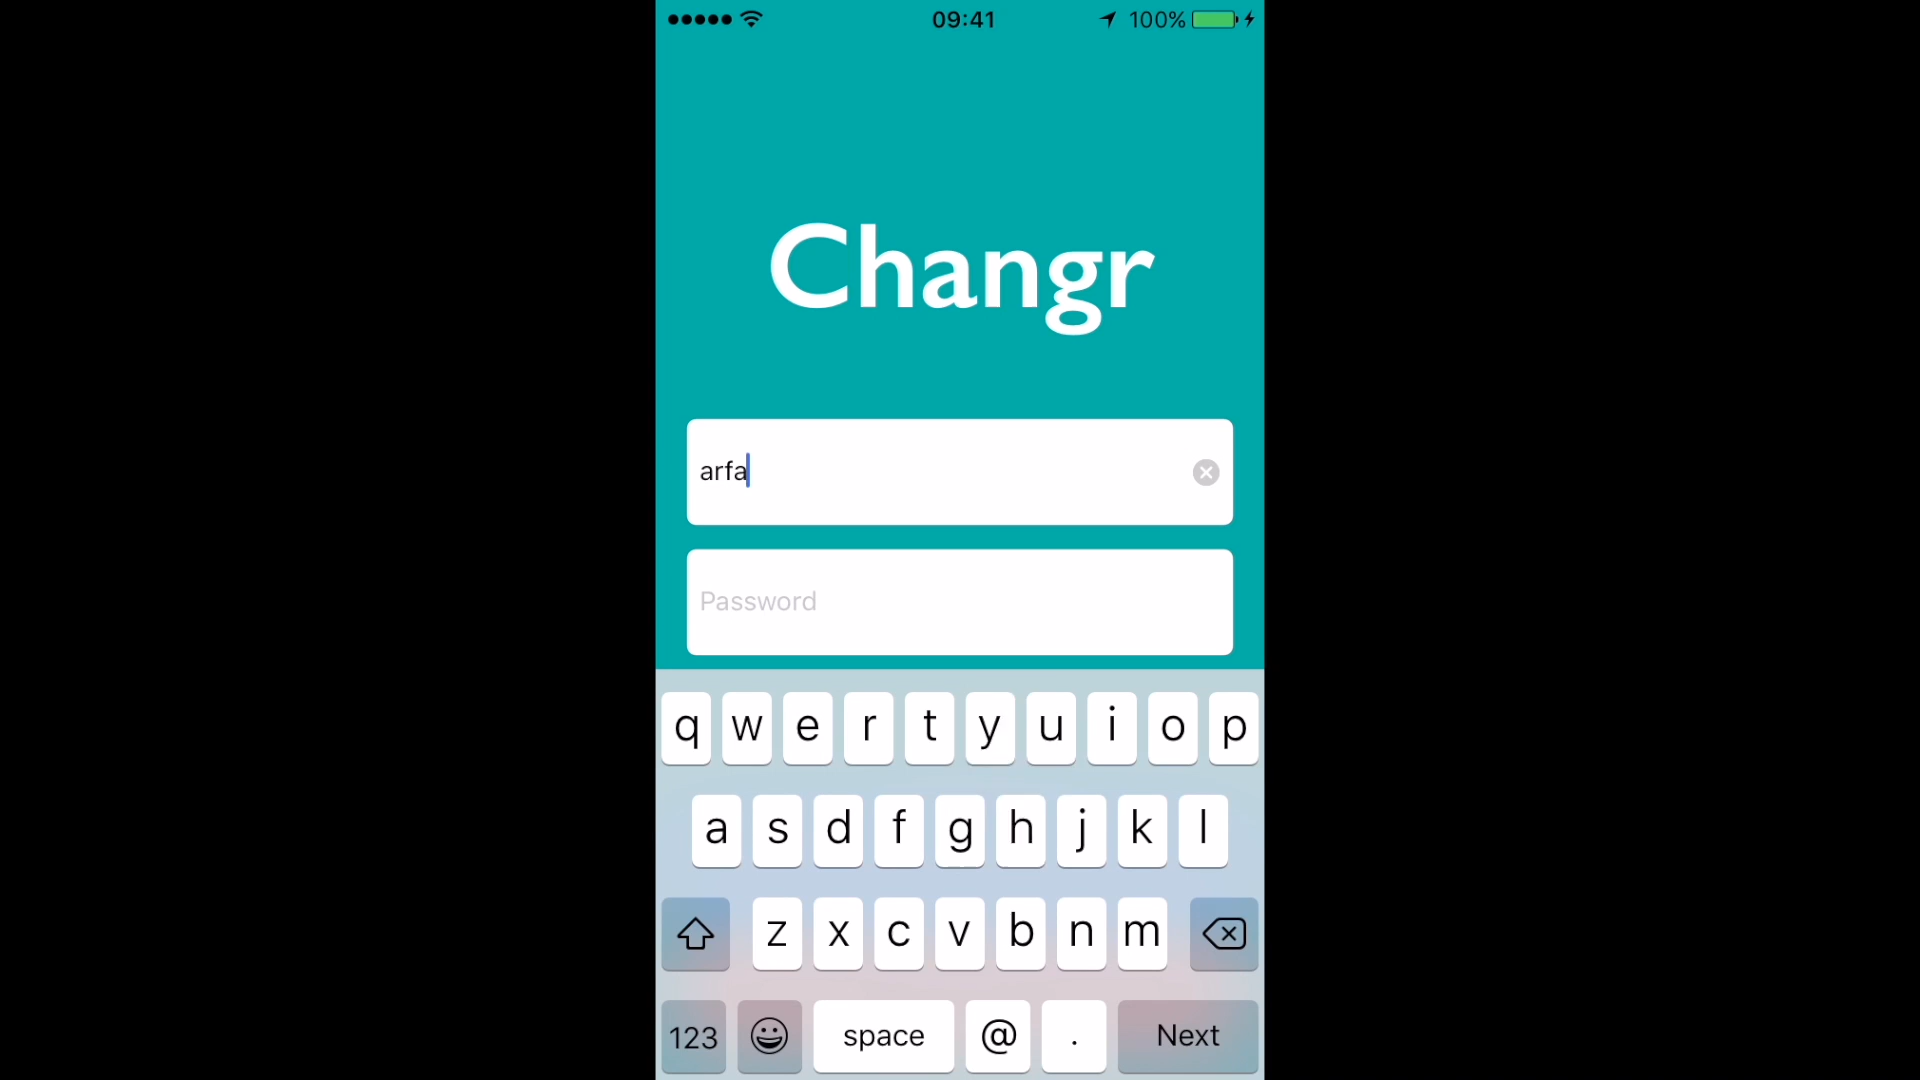 09:41 100%
Changr
arfa
Password
q w e r t y u i o p
a s d f g h j k l
z x c v b n m
123 space @ . Next